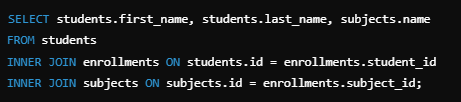 SELECT students.first_name, students.last_name, subjects.name
FROM students
INNER JOIN enrollments ON students.id = enrollments.student_id
INNER JOIN subjects ON subjects.id = enrollments.subject_id;